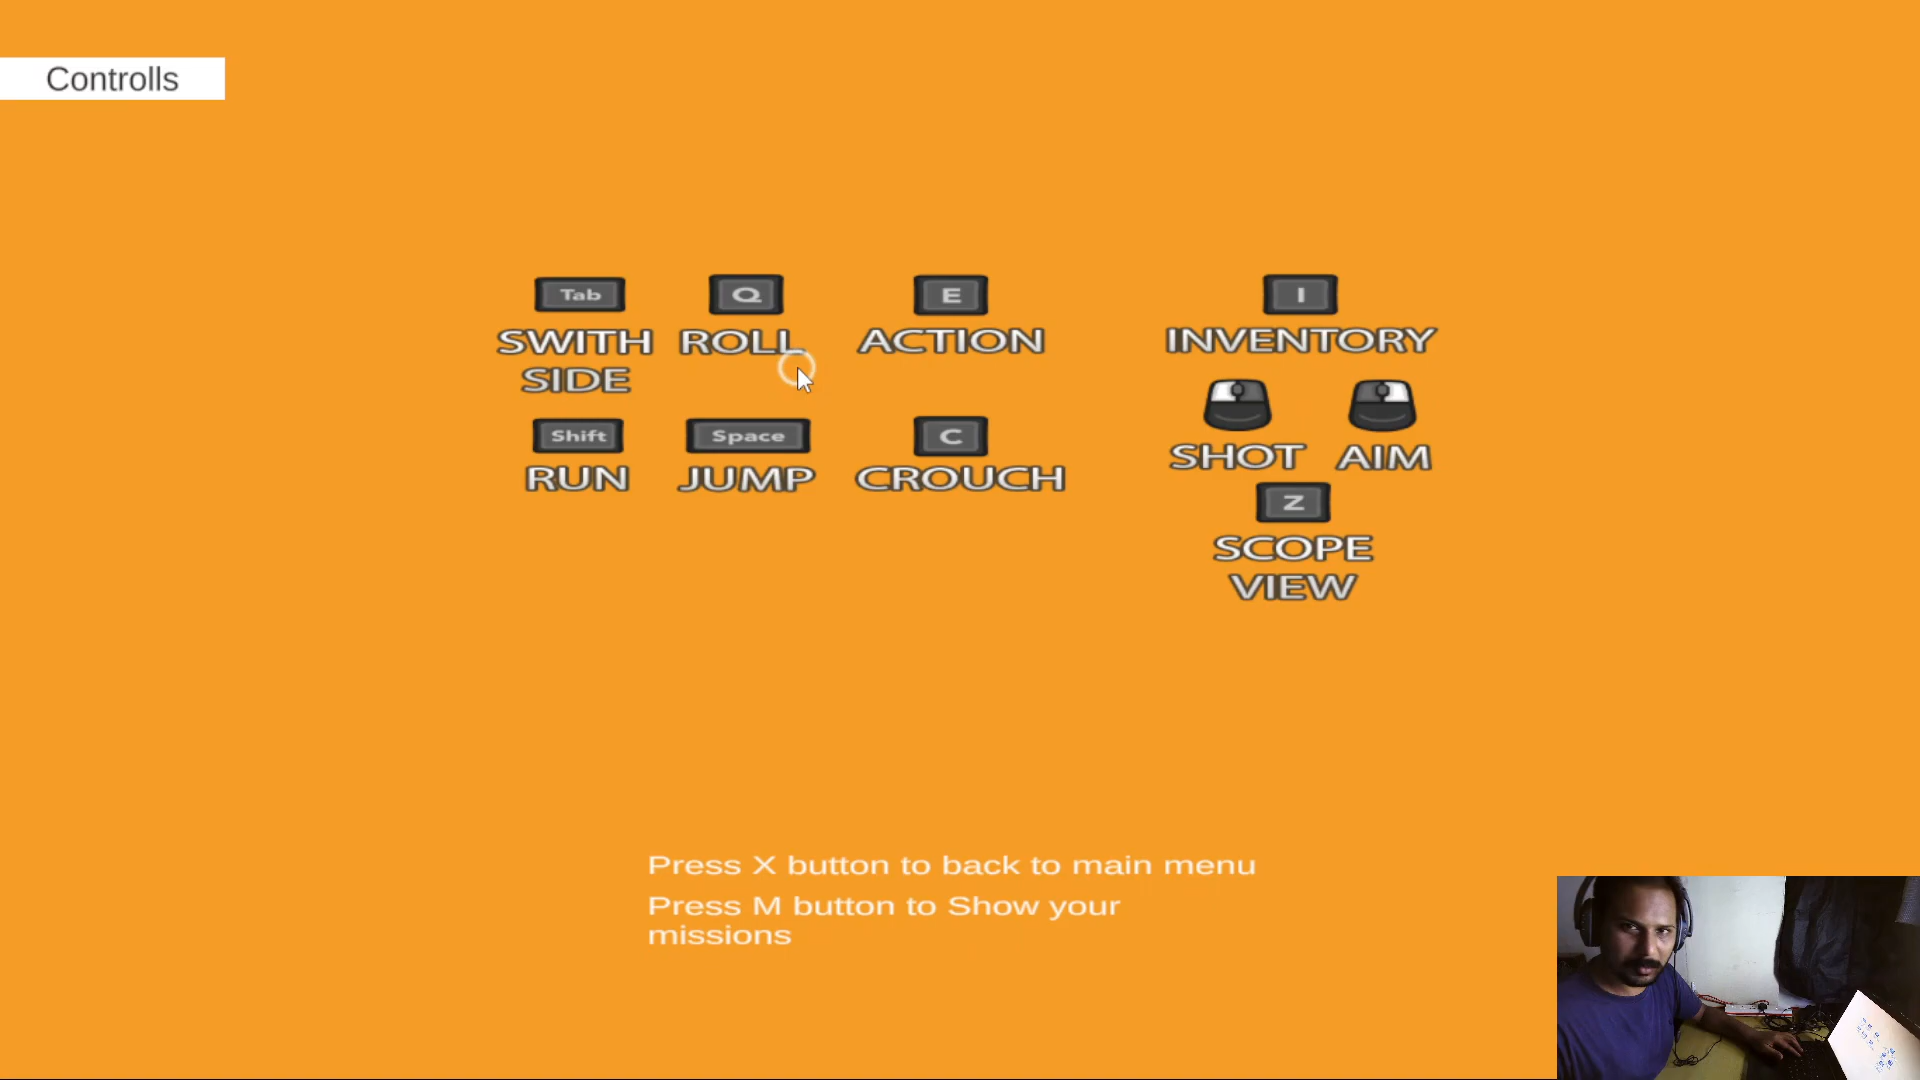 Controlls
Tab
SWITH
SIDE
Q
ROLL
E
ACTION
I
INVENTORY
Shift
RUN
Space
JUMP
C
CROUCH
SHOT
AIM
Z
SCOPE
VIEW
Press X button to back to main menu
Press M button to Show your
missions